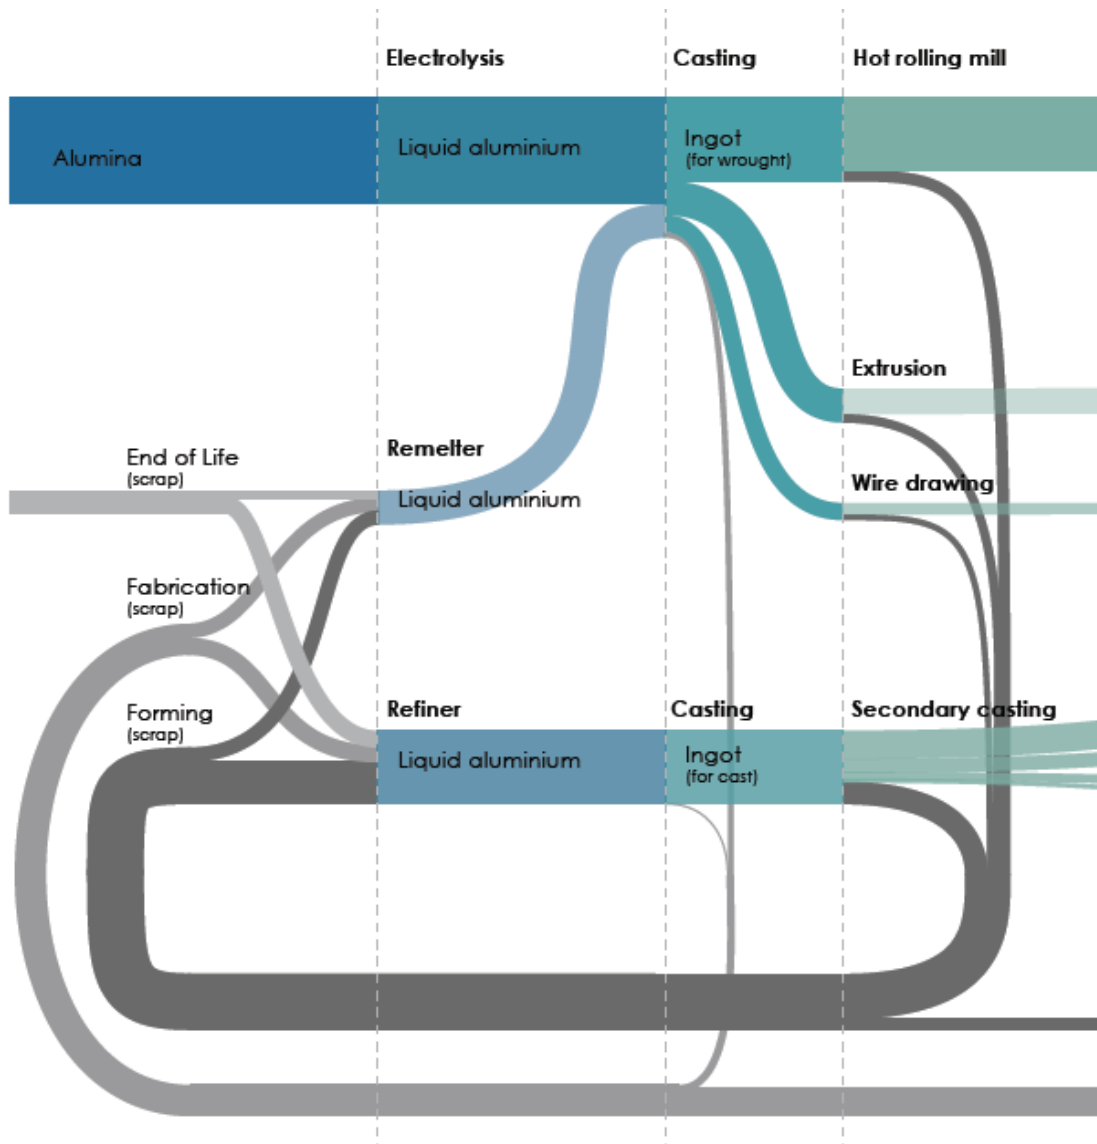 Electrolysis
Casting
Hot rolling mill
Alumina
Liquid aluminium
Ingot
(for wrought)
Extrusion
End of Life
(scrap)
Remelter
Liquid aluminium
Wire drawing
Fabrication
(scrap)
Forming
(scrap)
Refiner
Casting
Secondary casting
Liquid aluminium
Ingot
(for cast)